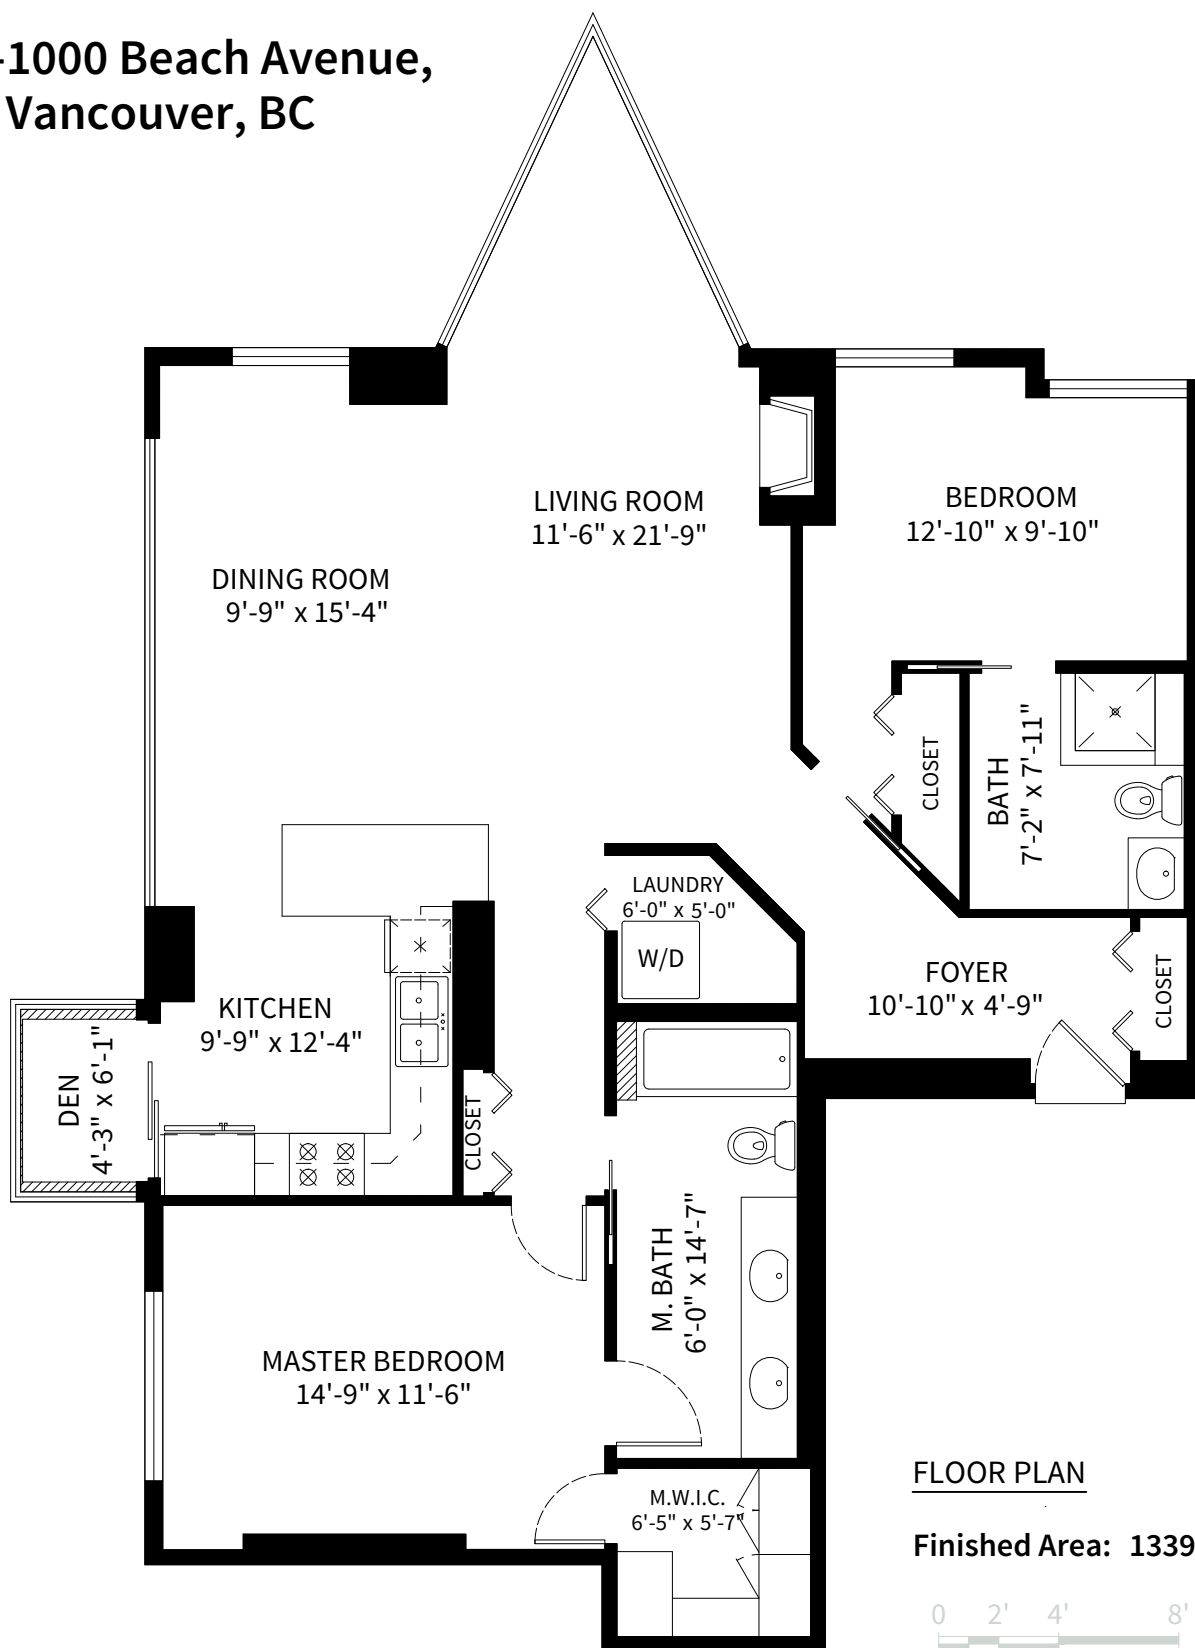 -1000 Beach Avenue,
Vancouver, BC
LIVING ROOM
11'-6" x 21'-9"
BEDROOM
12'-10" x 9'-10"
DINING ROOM
9'-9" x 15'-4"
CLOSET
BATH
7'-2" x 7'-11"
LAUNDRY
6'-0" x 5'-0"
W/D
FOYER
10'-10" x 4'-9"
CLOSET
KITCHEN
9'-9" x 12'-4"
DEN
4'-3" x 6'-1"
CLOSET
M. BATH
6'-0" x 14'-7"
MASTER BEDROOM
14'-9" x 11'-6"
M.W.I.C.
6'-5" x 5'-7"
FLOOR PLAN
Finished Area: 1339
0 2' 4' 8'